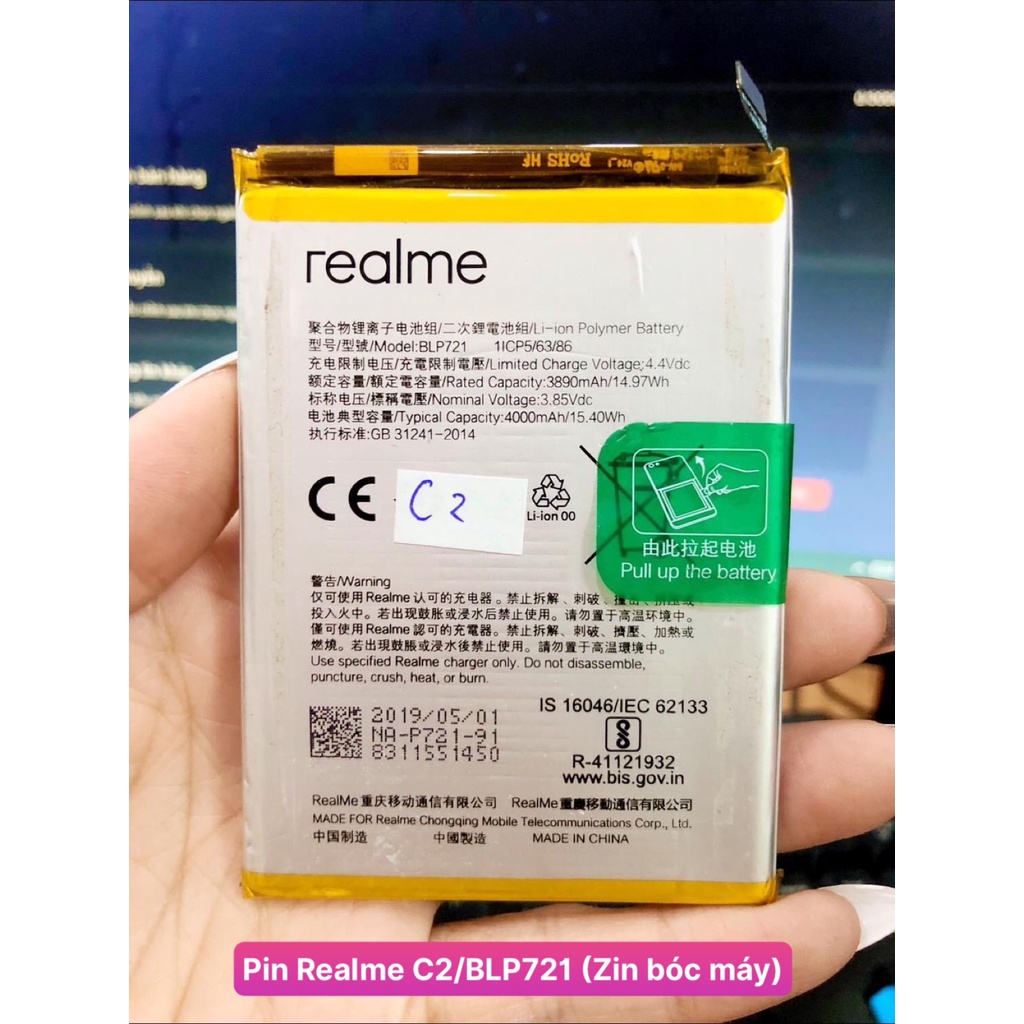 RoHS HF
realme
聚合物锂离子电池组/二次鋰電池組/Li-ion Polymer Battery
型号/型號/Model:BLP721 1ICP5/63/86
充电限制电压/充電限制電壓/Limited Charge Voltage:4.4Vdc
额定容量/額定電容量/Rated Capacity:3890mAh/14.97Wh
标称电压/標稱電壓/Nominal Voltage:3.85Vdc
电池典型容量/Typical Capacity:4000mAh/15.40Wh
执行标准:GB 31241-2014
CE
C2
Li-ion 00
由此拉起电池
Pull up the battery
警告/Warning
仅可使用Realme认可的充电器。禁止拆解、刺破、撞击、挤压或
投入火中。若出现鼓胀或浸水后禁止使用。请勿置于高温环境中。
僅可使用Realme認可的充電器。禁止拆解、刺破、擠壓、加熱或
燃燒。若出現鼓脹或浸水後禁止使用。請勿置于高溫環境中。
Use specified Realme charger only. Do not disassemble,
puncture, crush, heat, or burn.
2019/05/01
NA-P721-91
8311551450
IS 16046/IEC 62133
R-41121932
www.bis.gov.in
RealMe重庆移动通信有限公司 RealMe重慶移動通信有限公司
MADE FOR Realme Chongqing Mobile Telecommunications Corp., Ltd.
中国制造 中國製造 MADE IN CHINA
Pin Realme C2/BLP721 (Zin bóc máy)